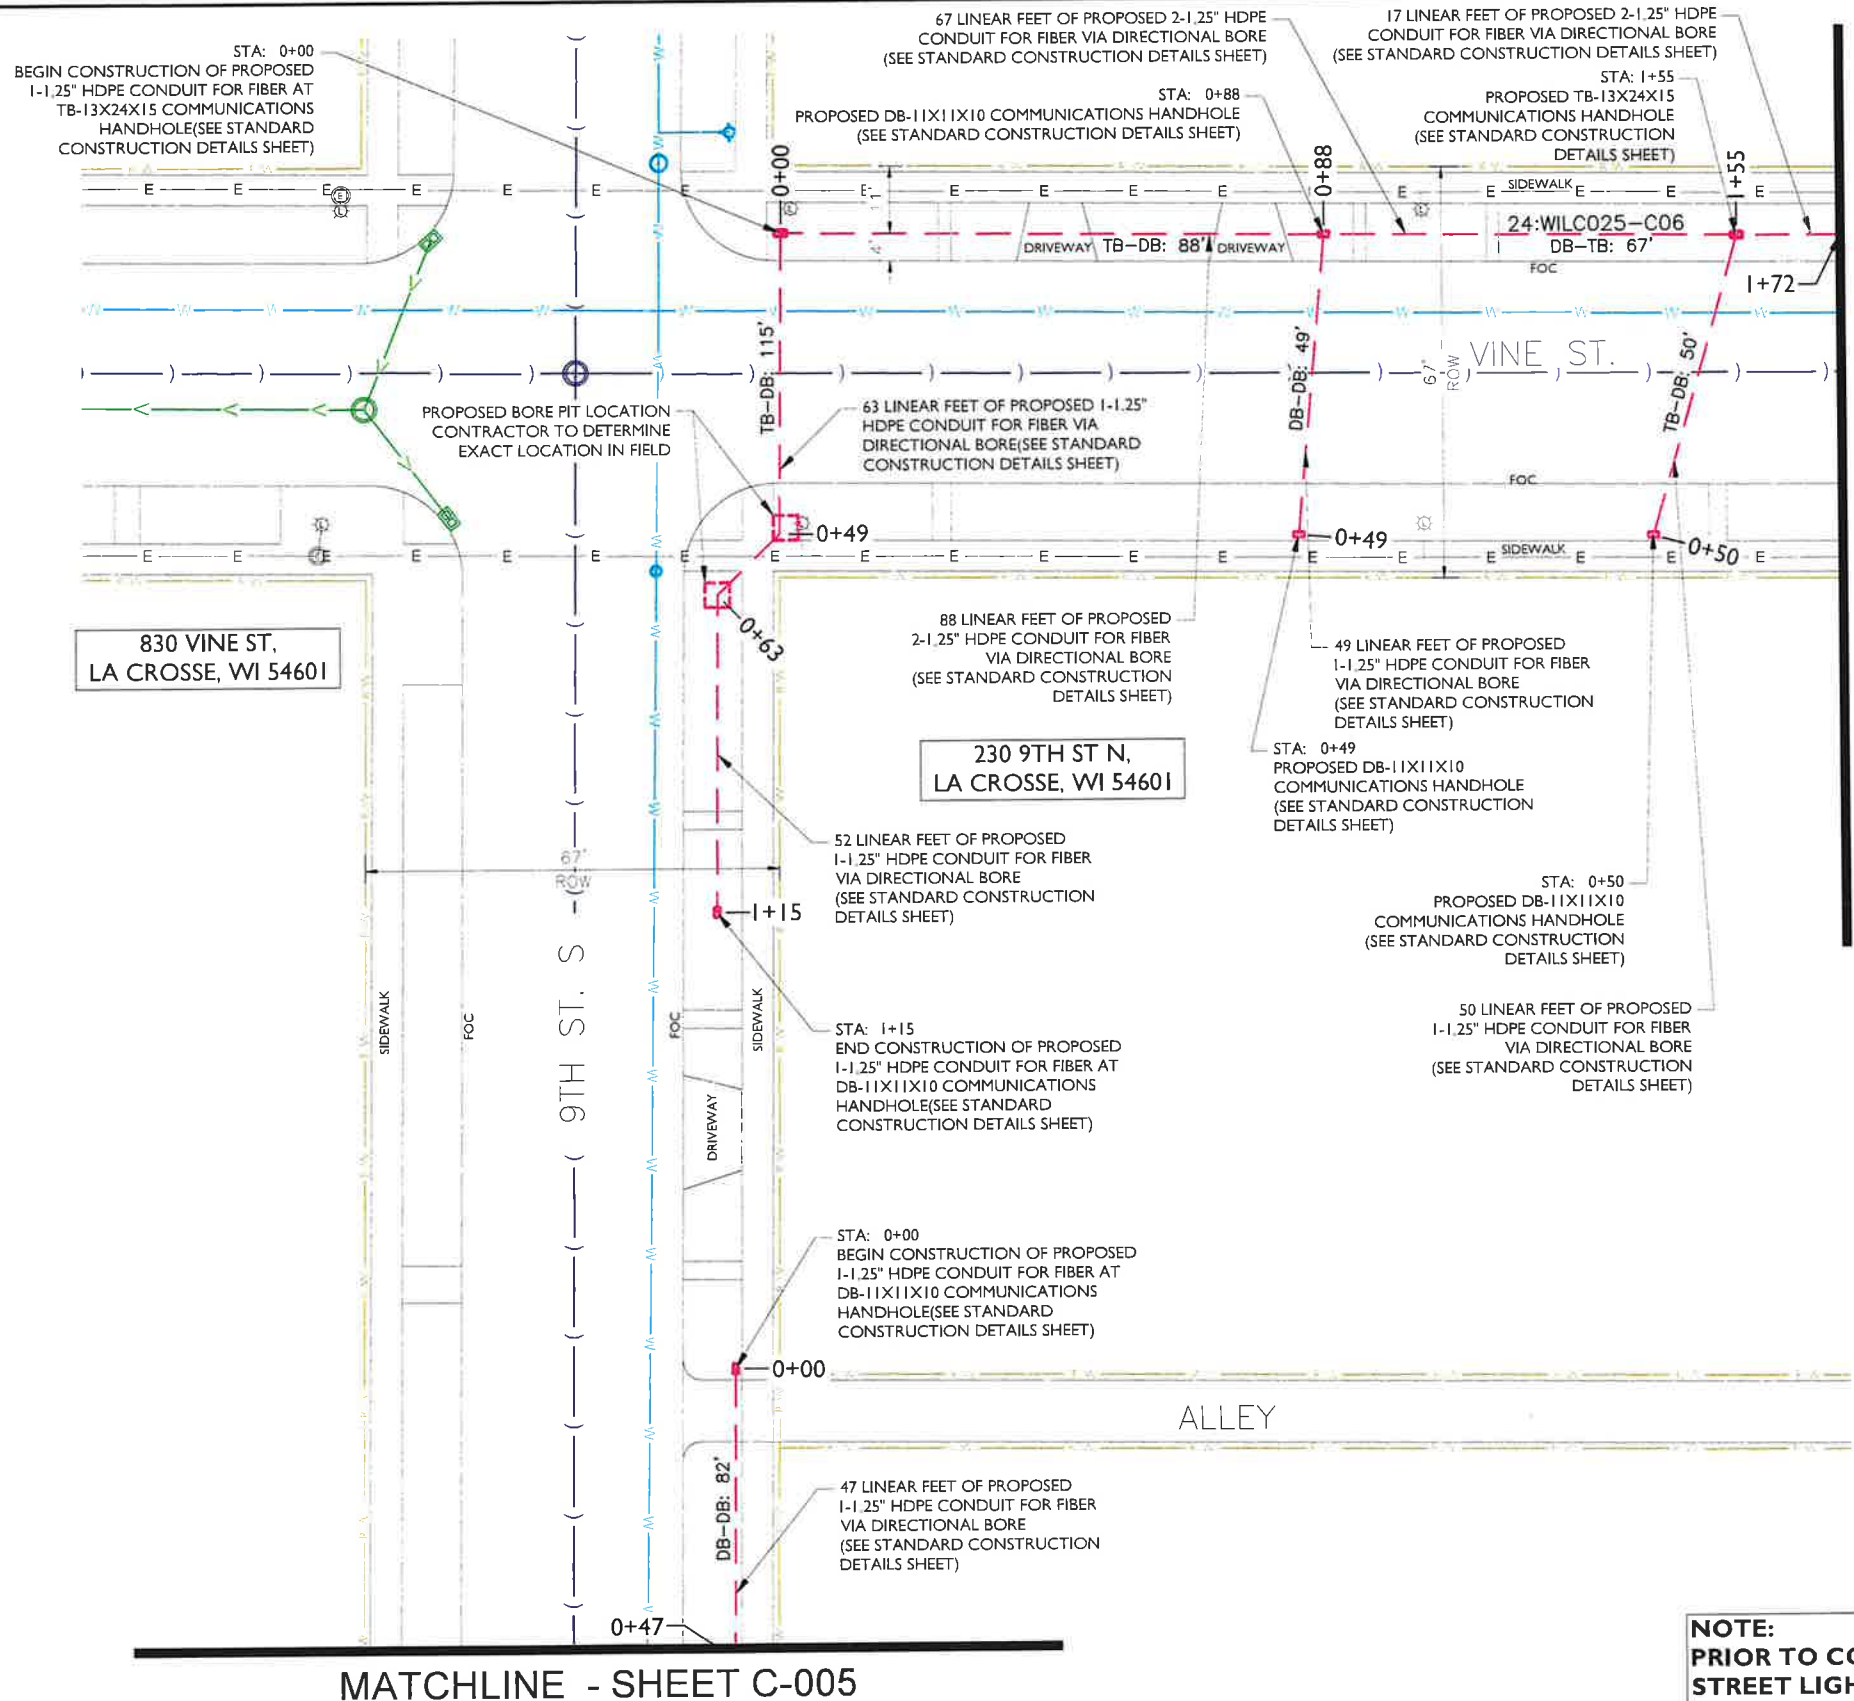 STA: 0+00
BEGIN CONSTRUCTION OF PROPOSED
1-1.25" HDPE CONDUIT FOR FIBER AT
TB-13X24X15 COMMUNICATIONS
HANDHOLE(SEE STANDARD
CONSTRUCTION DETAILS SHEET)
67 LINEAR FEET OF PROPOSED 2-1.25" HDPE
CONDUIT FOR FIBER VIA DIRECTIONAL BORE
(SEE STANDARD CONSTRUCTION DETAILS SHEET)
17 LINEAR FEET OF PROPOSED 2-1.25" HDPE
CONDUIT FOR FIBER VIA DIRECTIONAL BORE
(SEE STANDARD CONSTRUCTION DETAILS SHEET)
STA: 0+88
PROPOSED DB-11X11X10 COMMUNICATIONS HANDHOLE
(SEE STANDARD CONSTRUCTION DETAILS SHEET)
STA: 1+55
PROPOSED TB-13X24X15
COMMUNICATIONS HANDHOLE
(SEE STANDARD CONSTRUCTION
DETAILS SHEET)
0+00
0+88
1+55
11'
4'
SIDEWALK
24:WILC025-C06
DRIVEWAY
TB-DB: 88'
DRIVEWAY
DB-TB: 67'
FOC
1+72
TB-DB: 115'
DB-DB: 49'
TB-DB: 50'
67'
ROW
VINE ST.
PROPOSED BORE PIT LOCATION
CONTRACTOR TO DETERMINE
EXACT LOCATION IN FIELD
63 LINEAR FEET OF PROPOSED 1-1.25"
HDPE CONDUIT FOR FIBER VIA
DIRECTIONAL BORE(SEE STANDARD
CONSTRUCTION DETAILS SHEET)
FOC
0+49
0+49
SIDEWALK
0+50
0+63
830 VINE ST,
LA CROSSE, WI 54601
88 LINEAR FEET OF PROPOSED
2-1.25" HDPE CONDUIT FOR FIBER
VIA DIRECTIONAL BORE
(SEE STANDARD CONSTRUCTION
DETAILS SHEET)
49 LINEAR FEET OF PROPOSED
1-1.25" HDPE CONDUIT FOR FIBER
VIA DIRECTIONAL BORE
(SEE STANDARD CONSTRUCTION
DETAILS SHEET)
230 9TH ST N,
LA CROSSE, WI 54601
STA: 0+49
PROPOSED DB-11X11X10
COMMUNICATIONS HANDHOLE
(SEE STANDARD CONSTRUCTION
DETAILS SHEET)
52 LINEAR FEET OF PROPOSED
1-1.25" HDPE CONDUIT FOR FIBER
VIA DIRECTIONAL BORE
(SEE STANDARD CONSTRUCTION
DETAILS SHEET)
67'
ROW
1+15
STA: 0+50
PROPOSED DB-11X11X10
COMMUNICATIONS HANDHOLE
(SEE STANDARD CONSTRUCTION
DETAILS SHEET)
SIDEWALK
FOC
9TH ST. S
FOC
SIDEWALK
50 LINEAR FEET OF PROPOSED
1-1.25" HDPE CONDUIT FOR FIBER
VIA DIRECTIONAL BORE
(SEE STANDARD CONSTRUCTION
DETAILS SHEET)
STA: 1+15
END CONSTRUCTION OF PROPOSED
1-1.25" HDPE CONDUIT FOR FIBER AT
DB-11X11X10 COMMUNICATIONS
HANDHOLE(SEE STANDARD
CONSTRUCTION DETAILS SHEET)
DRIVEWAY
STA: 0+00
BEGIN CONSTRUCTION OF PROPOSED
1-1.25" HDPE CONDUIT FOR FIBER AT
DB-11X11X10 COMMUNICATIONS
HANDHOLE(SEE STANDARD
CONSTRUCTION DETAILS SHEET)
0+00
ALLEY
DB-DB: 82'
47 LINEAR FEET OF PROPOSED
1-1.25" HDPE CONDUIT FOR FIBER
VIA DIRECTIONAL BORE
(SEE STANDARD CONSTRUCTION
DETAILS SHEET)
0+47
MATCHLINE - SHEET C-005
NOTE:
PRIOR TO
STREET